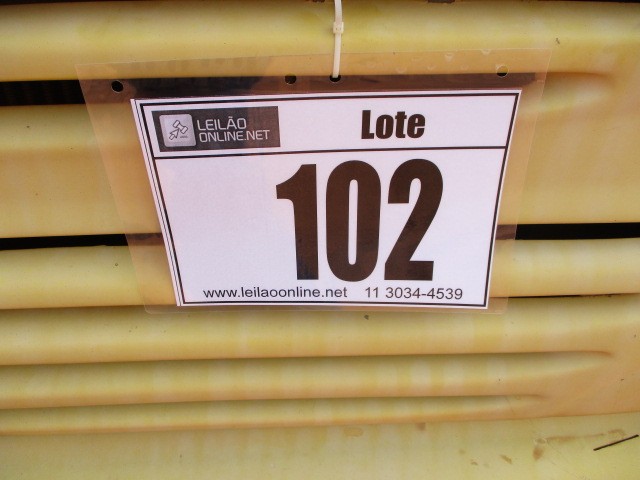 LEILÃO
ONLINE.NET
Lote
102
www.leilaoonline.net 11 3034-4539